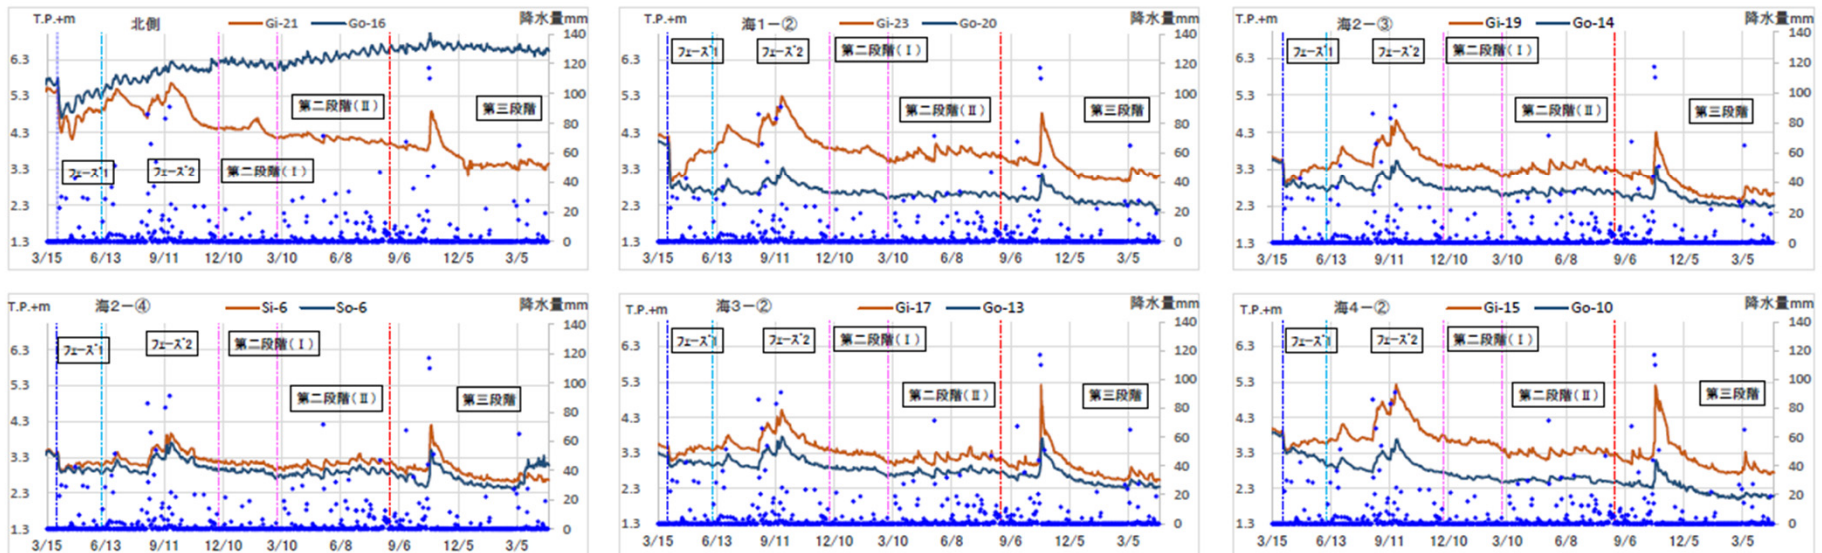 T.P.+m 北側 Gi-21 Go-16 降水量mm
140
6.3 120
5.3 100
4.3 第二段階(Ⅱ) 第三段階 80
3.3 ﾌｪｰｽﾞ1 ﾌｪｰｽﾞ2 第二段階(Ⅰ) 60
40
2.3 20
1.3 0
3/15 6/13 9/11 12/10 3/10 6/8 9/6 12/5 3/5
T.P.+m 海1ー② Gi-23 Go-20 降水量mm
ﾌｪｰｽﾞ1 ﾌｪｰｽﾞ2 第二段階(Ⅰ) 140
6.3 120
5.3 第二段階(Ⅱ) 第三段階 100
4.3 80
3.3 60
40
2.3 20
1.3 0
3/15 6/13 9/11 12/10 3/10 6/8 9/6 12/5 3/5
T.P.+m 海2ー③ Gi-19 Go-14 降水量mm
ﾌｪｰｽﾞ1 ﾌｪｰｽﾞ2 第二段階(Ⅰ) 140
6.3 120
5.3 第二段階(Ⅱ) 第三段階 100
4.3 80
3.3 60
40
2.3 20
1.3 0
3/15 6/13 9/11 12/10 3/10 6/8 9/6 12/5 3/5
T.P.+m 海2ー④ Si-6 So-6 降水量mm
ﾌｪｰｽﾞ1 ﾌｪｰｽﾞ2 第二段階(Ⅰ) 140
6.3 120
5.3 第二段階(Ⅱ) 第三段階 100
4.3 80
3.3 60
40
2.3 20
1.3 0
3/15 6/13 9/11 12/10 3/10 6/8 9/6 12/5 3/5
T.P.+m 海3ー② Gi-17 Go-13 降水量mm
ﾌｪｰｽﾞ1 ﾌｪｰｽﾞ2 第二段階(Ⅰ) 140
6.3 120
5.3 第二段階(Ⅱ) 第三段階 100
4.3 80
3.3 60
40
2.3 20
1.3 0
3/15 6/13 9/11 12/10 3/10 6/8 9/6 12/5 3/5
T.P.+m 海4ー② Gi-15 Go-10 降水量mm
ﾌｪｰｽﾞ1 ﾌｪｰｽﾞ2 第二段階(Ⅰ) 140
6.3 120
5.3 第二段階(Ⅱ) 第三段階 100
4.3 80
3.3 60
40
2.3 20
1.3 0
3/15 6/13 9/11 12/10 3/10 6/8 9/6 12/5 3/5